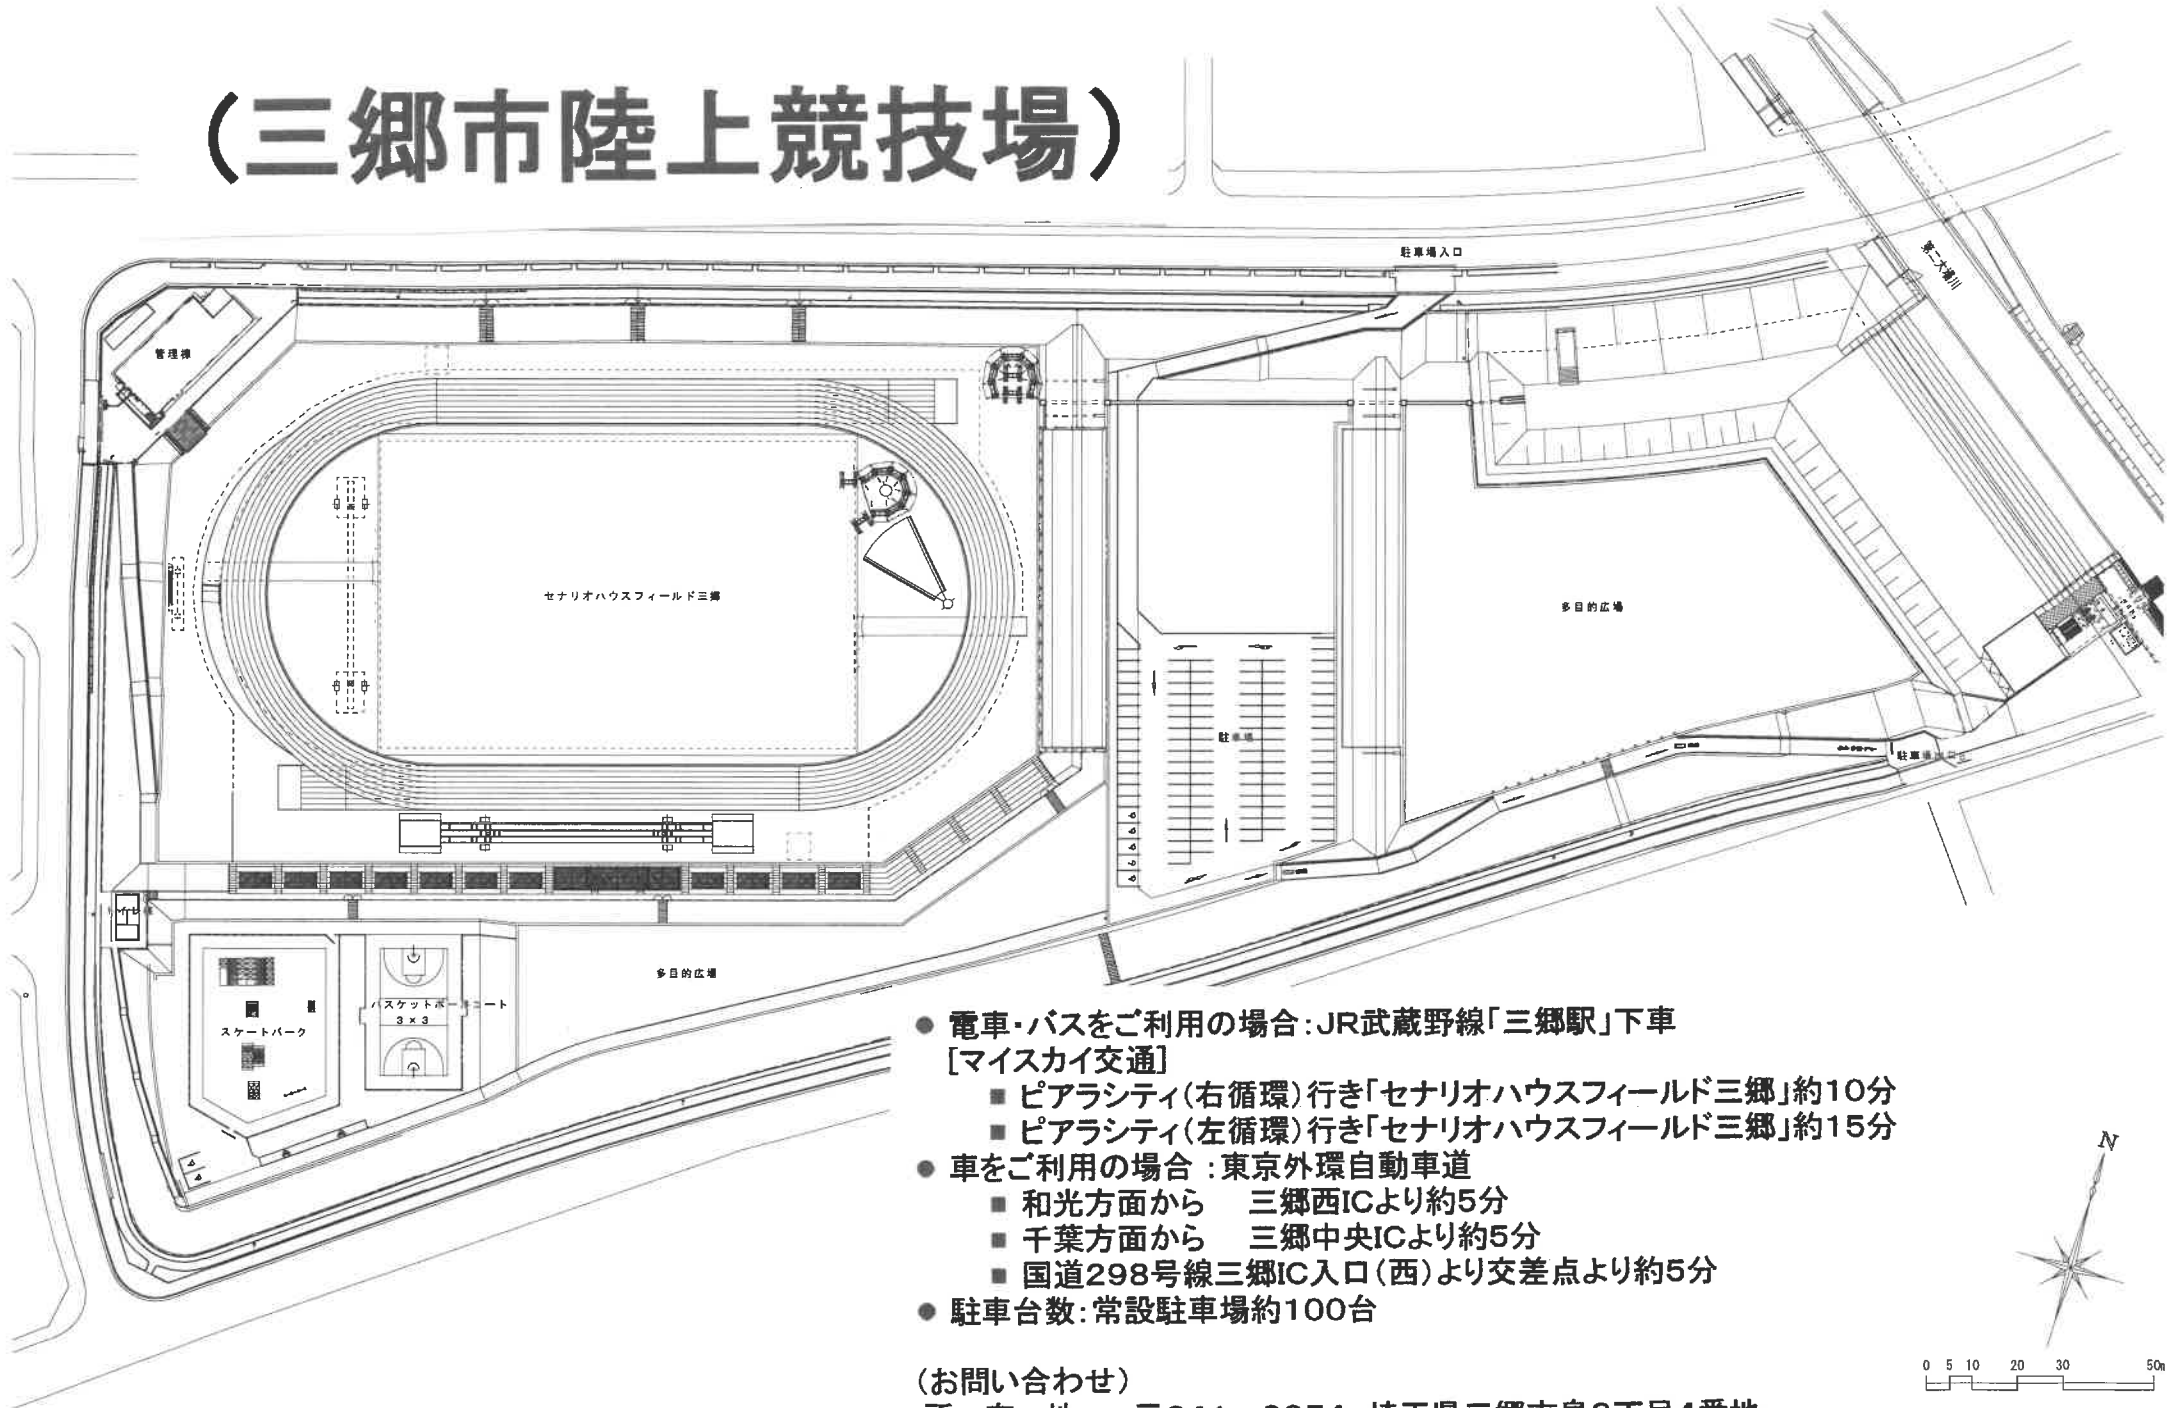 （三郷市陸上競技場）
駐車場入口
第二大場川
管理棟
セナリオハウスフィールド三郷
多目的広場
駐車場
駐車場
トイレ
多目的広場
バスケットボールコート
3×3
スケートパーク
● 電車・バスをご利用の場合：JR武蔵野線「三郷駅」下車
[マイスカイ交通]
■ ピアラシティ（右循環）行き「セナリオハウスフィールド三郷」約10分
■ ピアラシティ（左循環）行き「セナリオハウスフィールド三郷」約15分
● 車をご利用の場合：東京外環自動車道
■ 和光方面から 三郷西ICより約5分
■ 千葉方面から 三郷中央ICより約5分
■ 国道298号線三郷IC入口（西）より交差点より約5分
● 駐車台数：常設駐車場約100台
N
0 5 10 20 30 50m
（お問い合わせ）